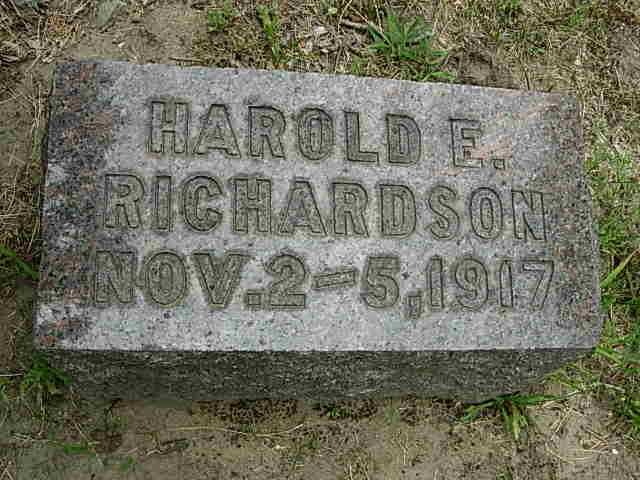 HAROLD E.
RICHARDSON
NOV. 2-5, 1917